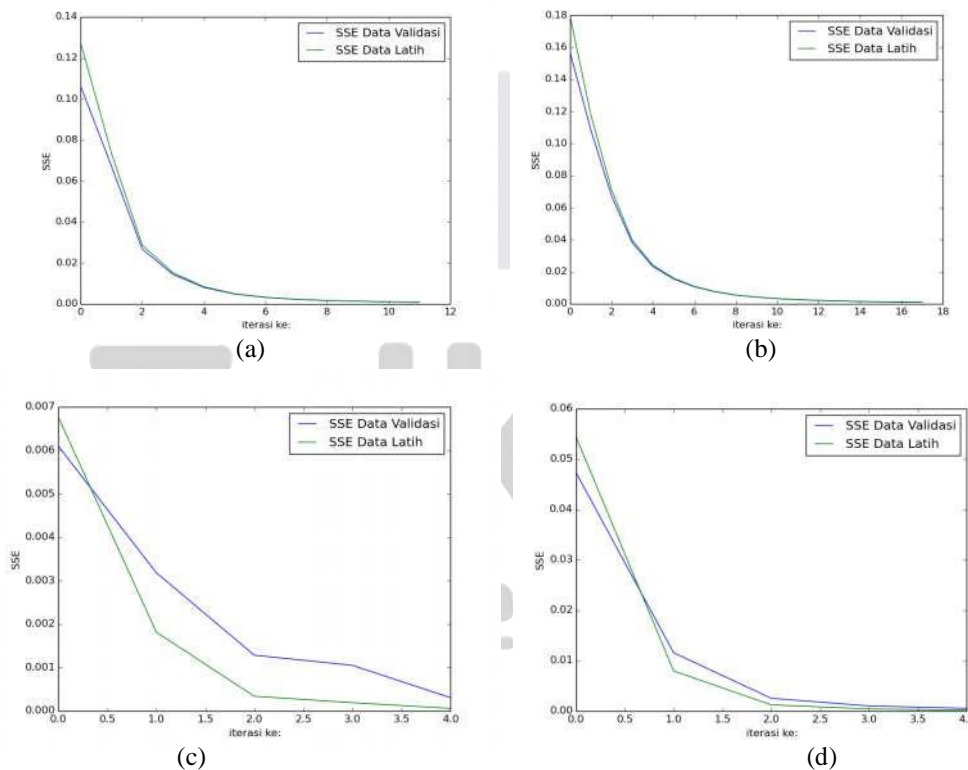 0.14
0.12
0.10
0.08
0.06
0.04
0.02
0.00
SSE
SSE Data Validasi
SSE Data Latih
0 2 4 6 8 10 12
iterasi ke:
(a)
0.18
0.16
0.14
0.12
0.10
0.08
0.06
0.04
0.02
0.00
SSE
SSE Data Validasi
SSE Data Latih
0 2 4 6 8 10 12 14 16 18
iterasi ke:
(b)
0.007
0.006
0.005
0.004
0.003
0.002
0.001
0.000
SSE
SSE Data Validasi
SSE Data Latih
0.0 0.5 1.0 1.5 2.0 2.5 3.0 3.5 4.0
iterasi ke:
(c)
0.06
0.05
0.04
0.03
0.02
0.01
0.00
SSE
SSE Data Validasi
SSE Data Latih
0.0 0.5 1.0 1.5 2.0 2.5 3.0 3.5 4.
iterasi ke:
(d)